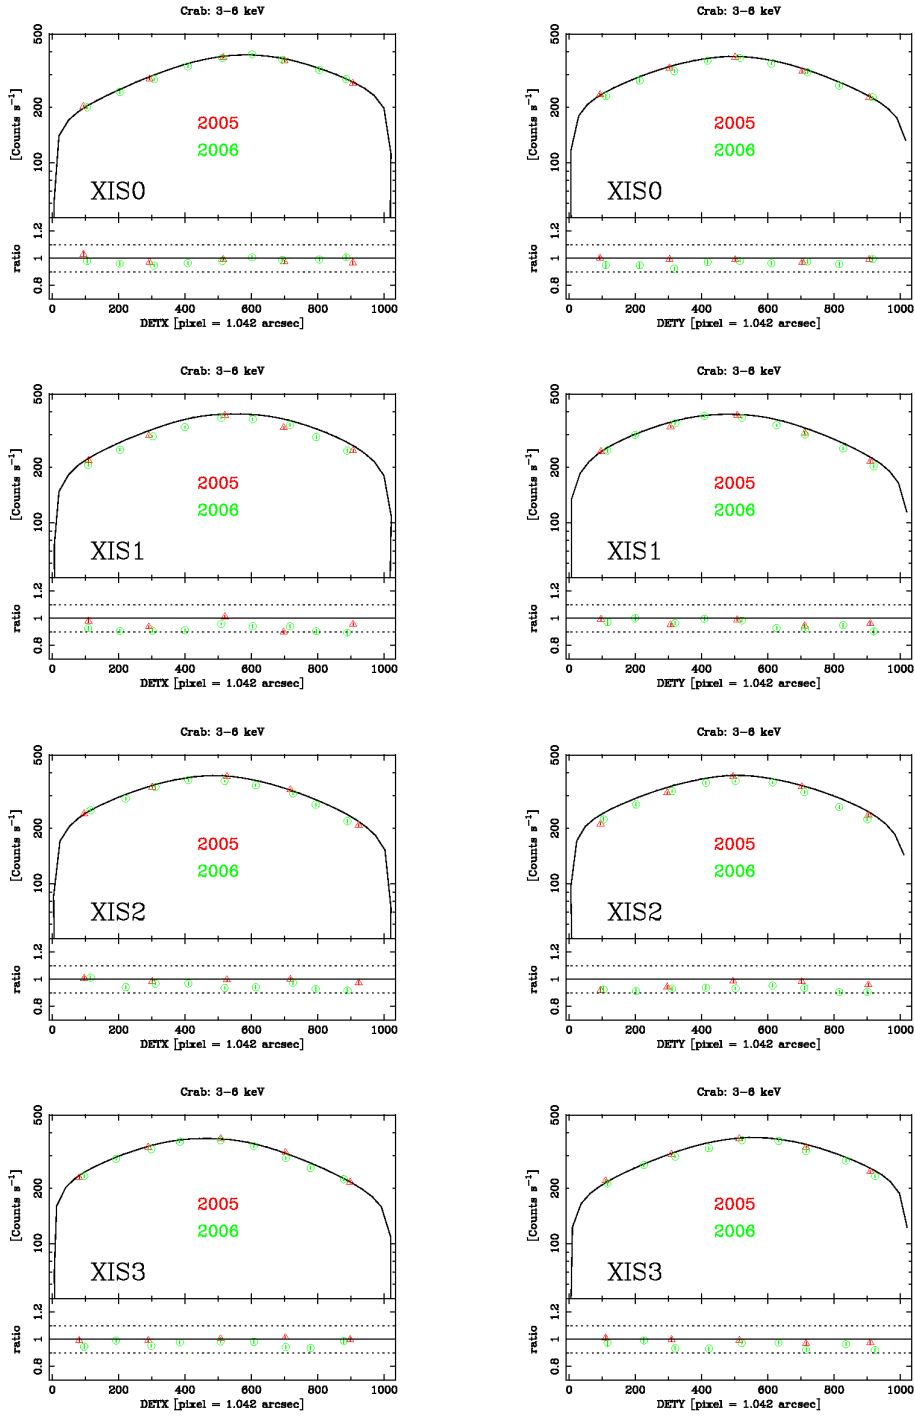 Crab: 3-6 keV
Crab: 3-6 keV
500
200
100
[Counts s⁻¹]
2005
2006
XIS0
1.2
1
0.8
ratio
0 200 400 600 800 1000
DETX [pixel = 1.042 arcsec]
500
200
100
[Counts s⁻¹]
2005
2006
XIS0
1.2
1
0.8
ratio
0 200 400 600 800 1000
DETY [pixel = 1.042 arcsec]
Crab: 3-6 keV
Crab: 3-6 keV
500
200
100
[Counts s⁻¹]
2005
2006
XIS1
1.2
1
0.8
ratio
0 200 400 600 800 1000
DETX [pixel = 1.042 arcsec]
500
200
100
[Counts s⁻¹]
2005
2006
XIS1
1.2
1
0.8
ratio
0 200 400 600 800 1000
DETY [pixel = 1.042 arcsec]
Crab: 3-6 keV
Crab: 3-6 keV
500
200
100
[Counts s⁻¹]
2005
2006
XIS2
1.2
1
0.8
ratio
0 200 400 600 800 1000
DETX [pixel = 1.042 arcsec]
500
200
100
[Counts s⁻¹]
2005
2006
XIS2
1.2
1
0.8
ratio
0 200 400 600 800 1000
DETY [pixel = 1.042 arcsec]
Crab: 3-6 keV
Crab: 3-6 keV
500
200
100
[Counts s⁻¹]
2005
2006
XIS3
1.2
1
0.8
ratio
0 200 400 600 800 1000
DETX [pixel = 1.042 arcsec]
500
200
100
[Counts s⁻¹]
2005
2006
XIS3
1.2
1
0.8
ratio
0 200 400 600 800 1000
DETY [pixel = 1.042 arcsec]